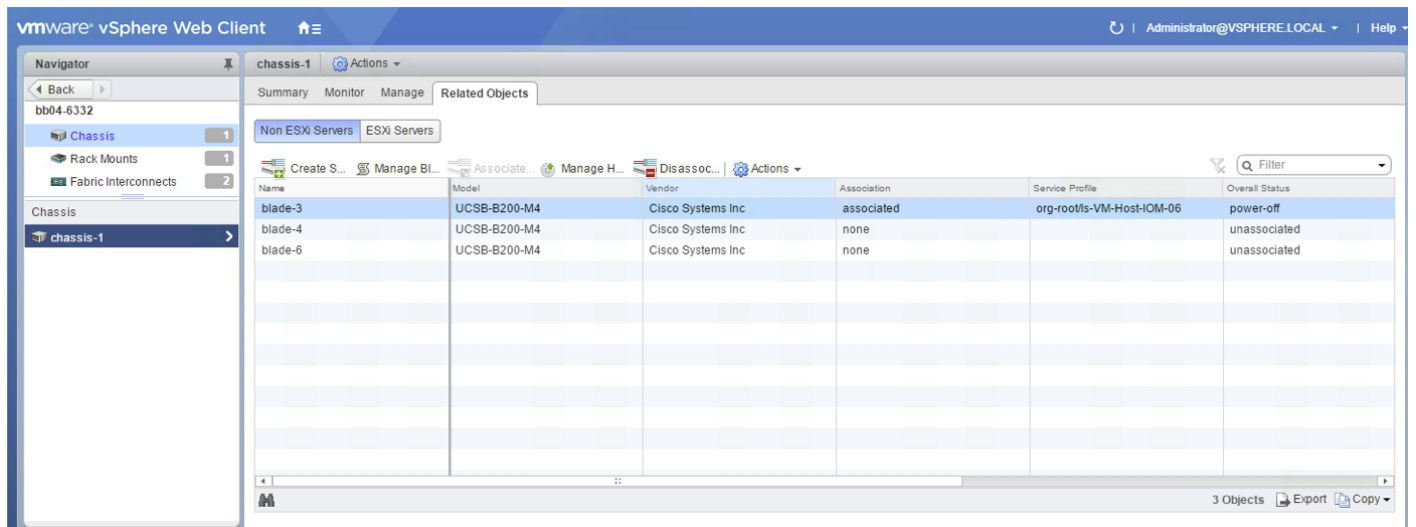 vmware® vSphere Web Client Administrator@VSPHERE.LOCAL | Help
Navigator
Back
bb04-6332
Chassis 1
Rack Mounts 1
Fabric Interconnects 2
Chassis
chassis-1
chassis-1 Actions
Summary Monitor Manage Related Objects
Non ESXi Servers ESXi Servers
Create S... Manage Bl... Associate... Manage H... Disassoc... Actions Filter
Name Model Vendor Association Service Profile Overall Status
blade-3 UCSB-B200-M4 Cisco Systems Inc associated org-root/ls-VM-Host-IOM-06 power-off
blade-4 UCSB-B200-M4 Cisco Systems Inc none unassociated
blade-6 UCSB-B200-M4 Cisco Systems Inc none unassociated
3 Objects Export Copy